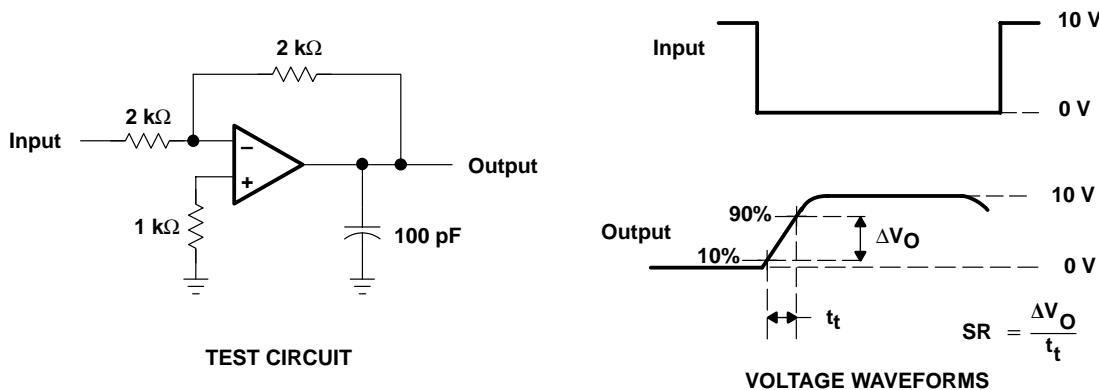 2 kΩ
2 kΩ
Input
−
+
Output
1 kΩ
100 pF
TEST CIRCUIT
Input
10 V
0 V
Output
90%
10%
ΔVO
10 V
0 V
tt
SR = ΔVO
tt
VOLTAGE WAVEFORMS